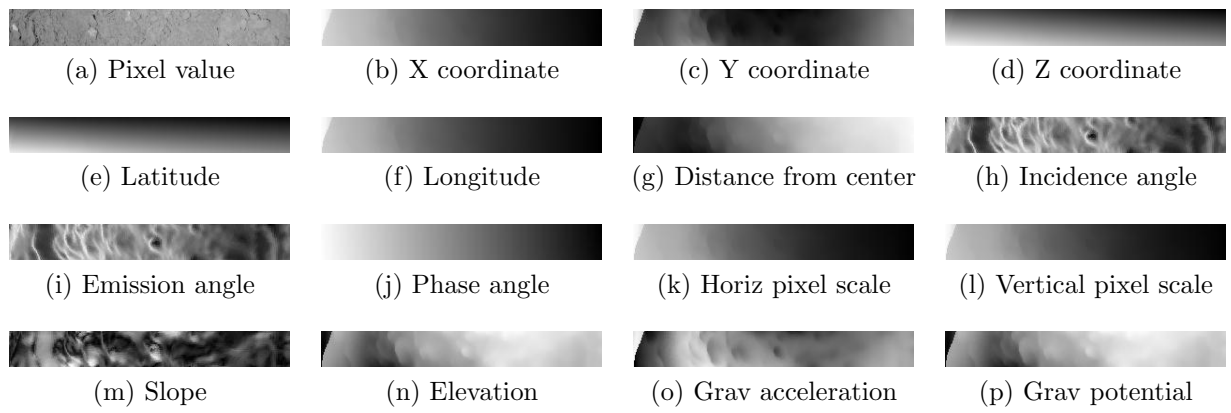 (a) Pixel value
(b) X coordinate
(c) Y coordinate
(d) Z coordinate
(e) Latitude
(f) Longitude
(g) Distance from center
(h) Incidence angle
(i) Emission angle
(j) Phase angle
(k) Horiz pixel scale
(l) Vertical pixel scale
(m) Slope
(n) Elevation
(o) Grav acceleration
(p) Grav potential